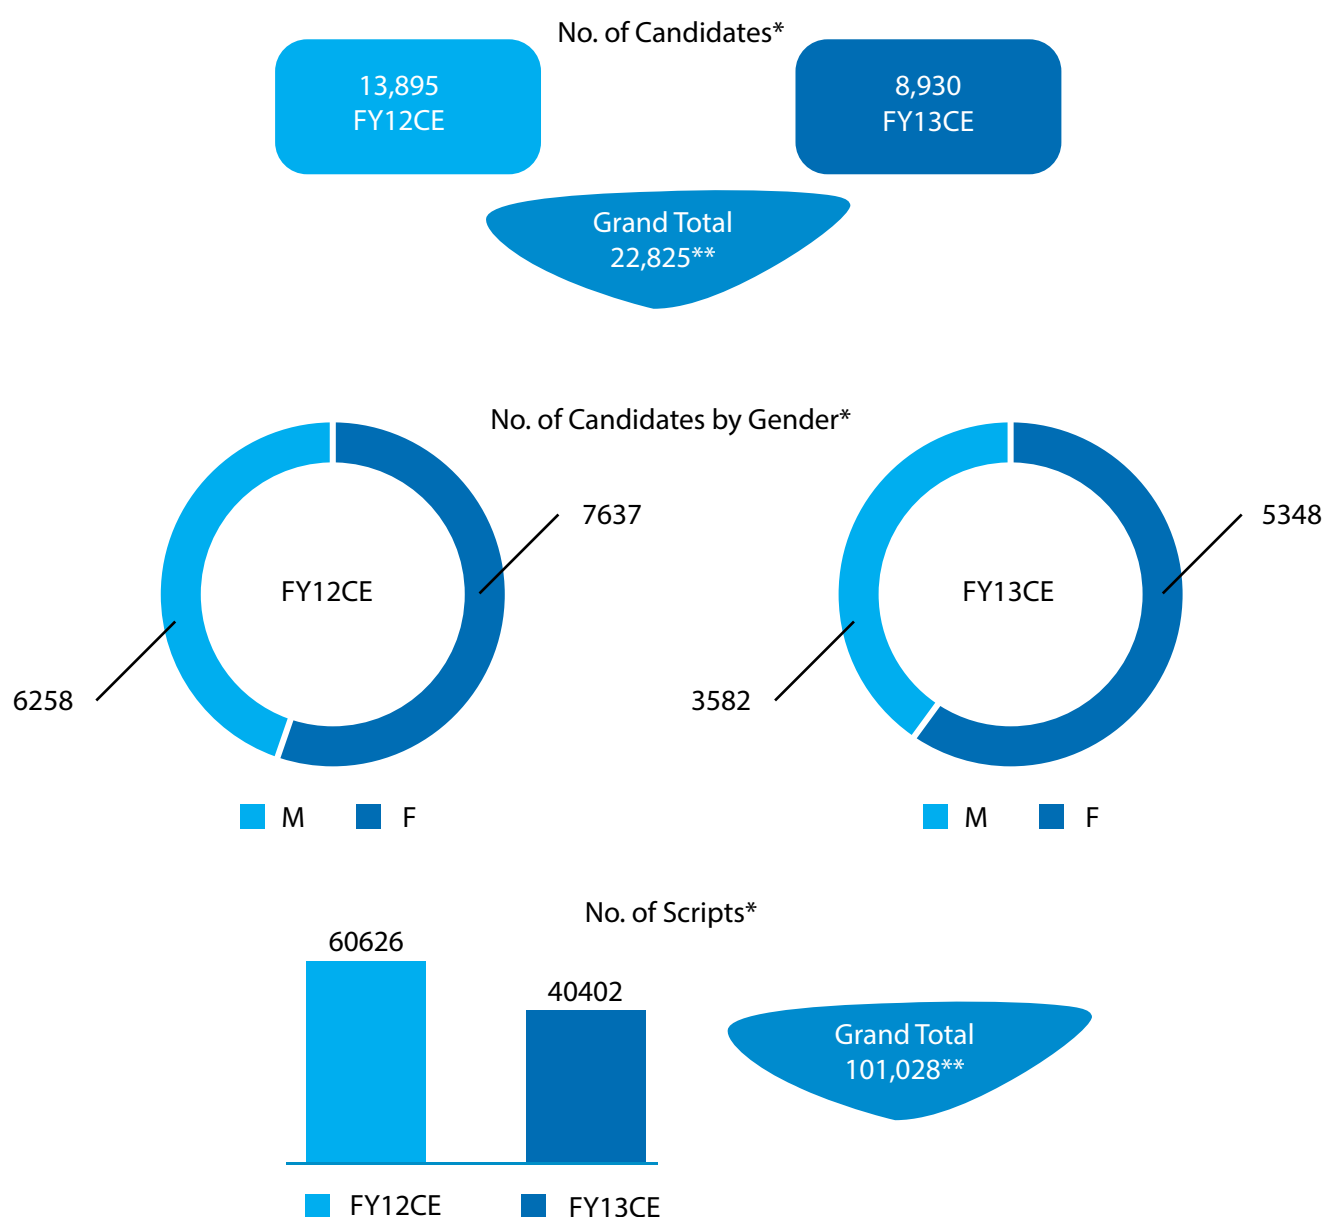 No. of Candidates*
13,895
FY12CE
8,930
FY13CE
Grand Total
22,825**
No. of Candidates by Gender*
7637
FY12CE
6258
M
F
5348
FY13CE
3582
M
F
No. of Scripts*
60626
40402
Grand Total
101,028**
FY12CE
FY13CE